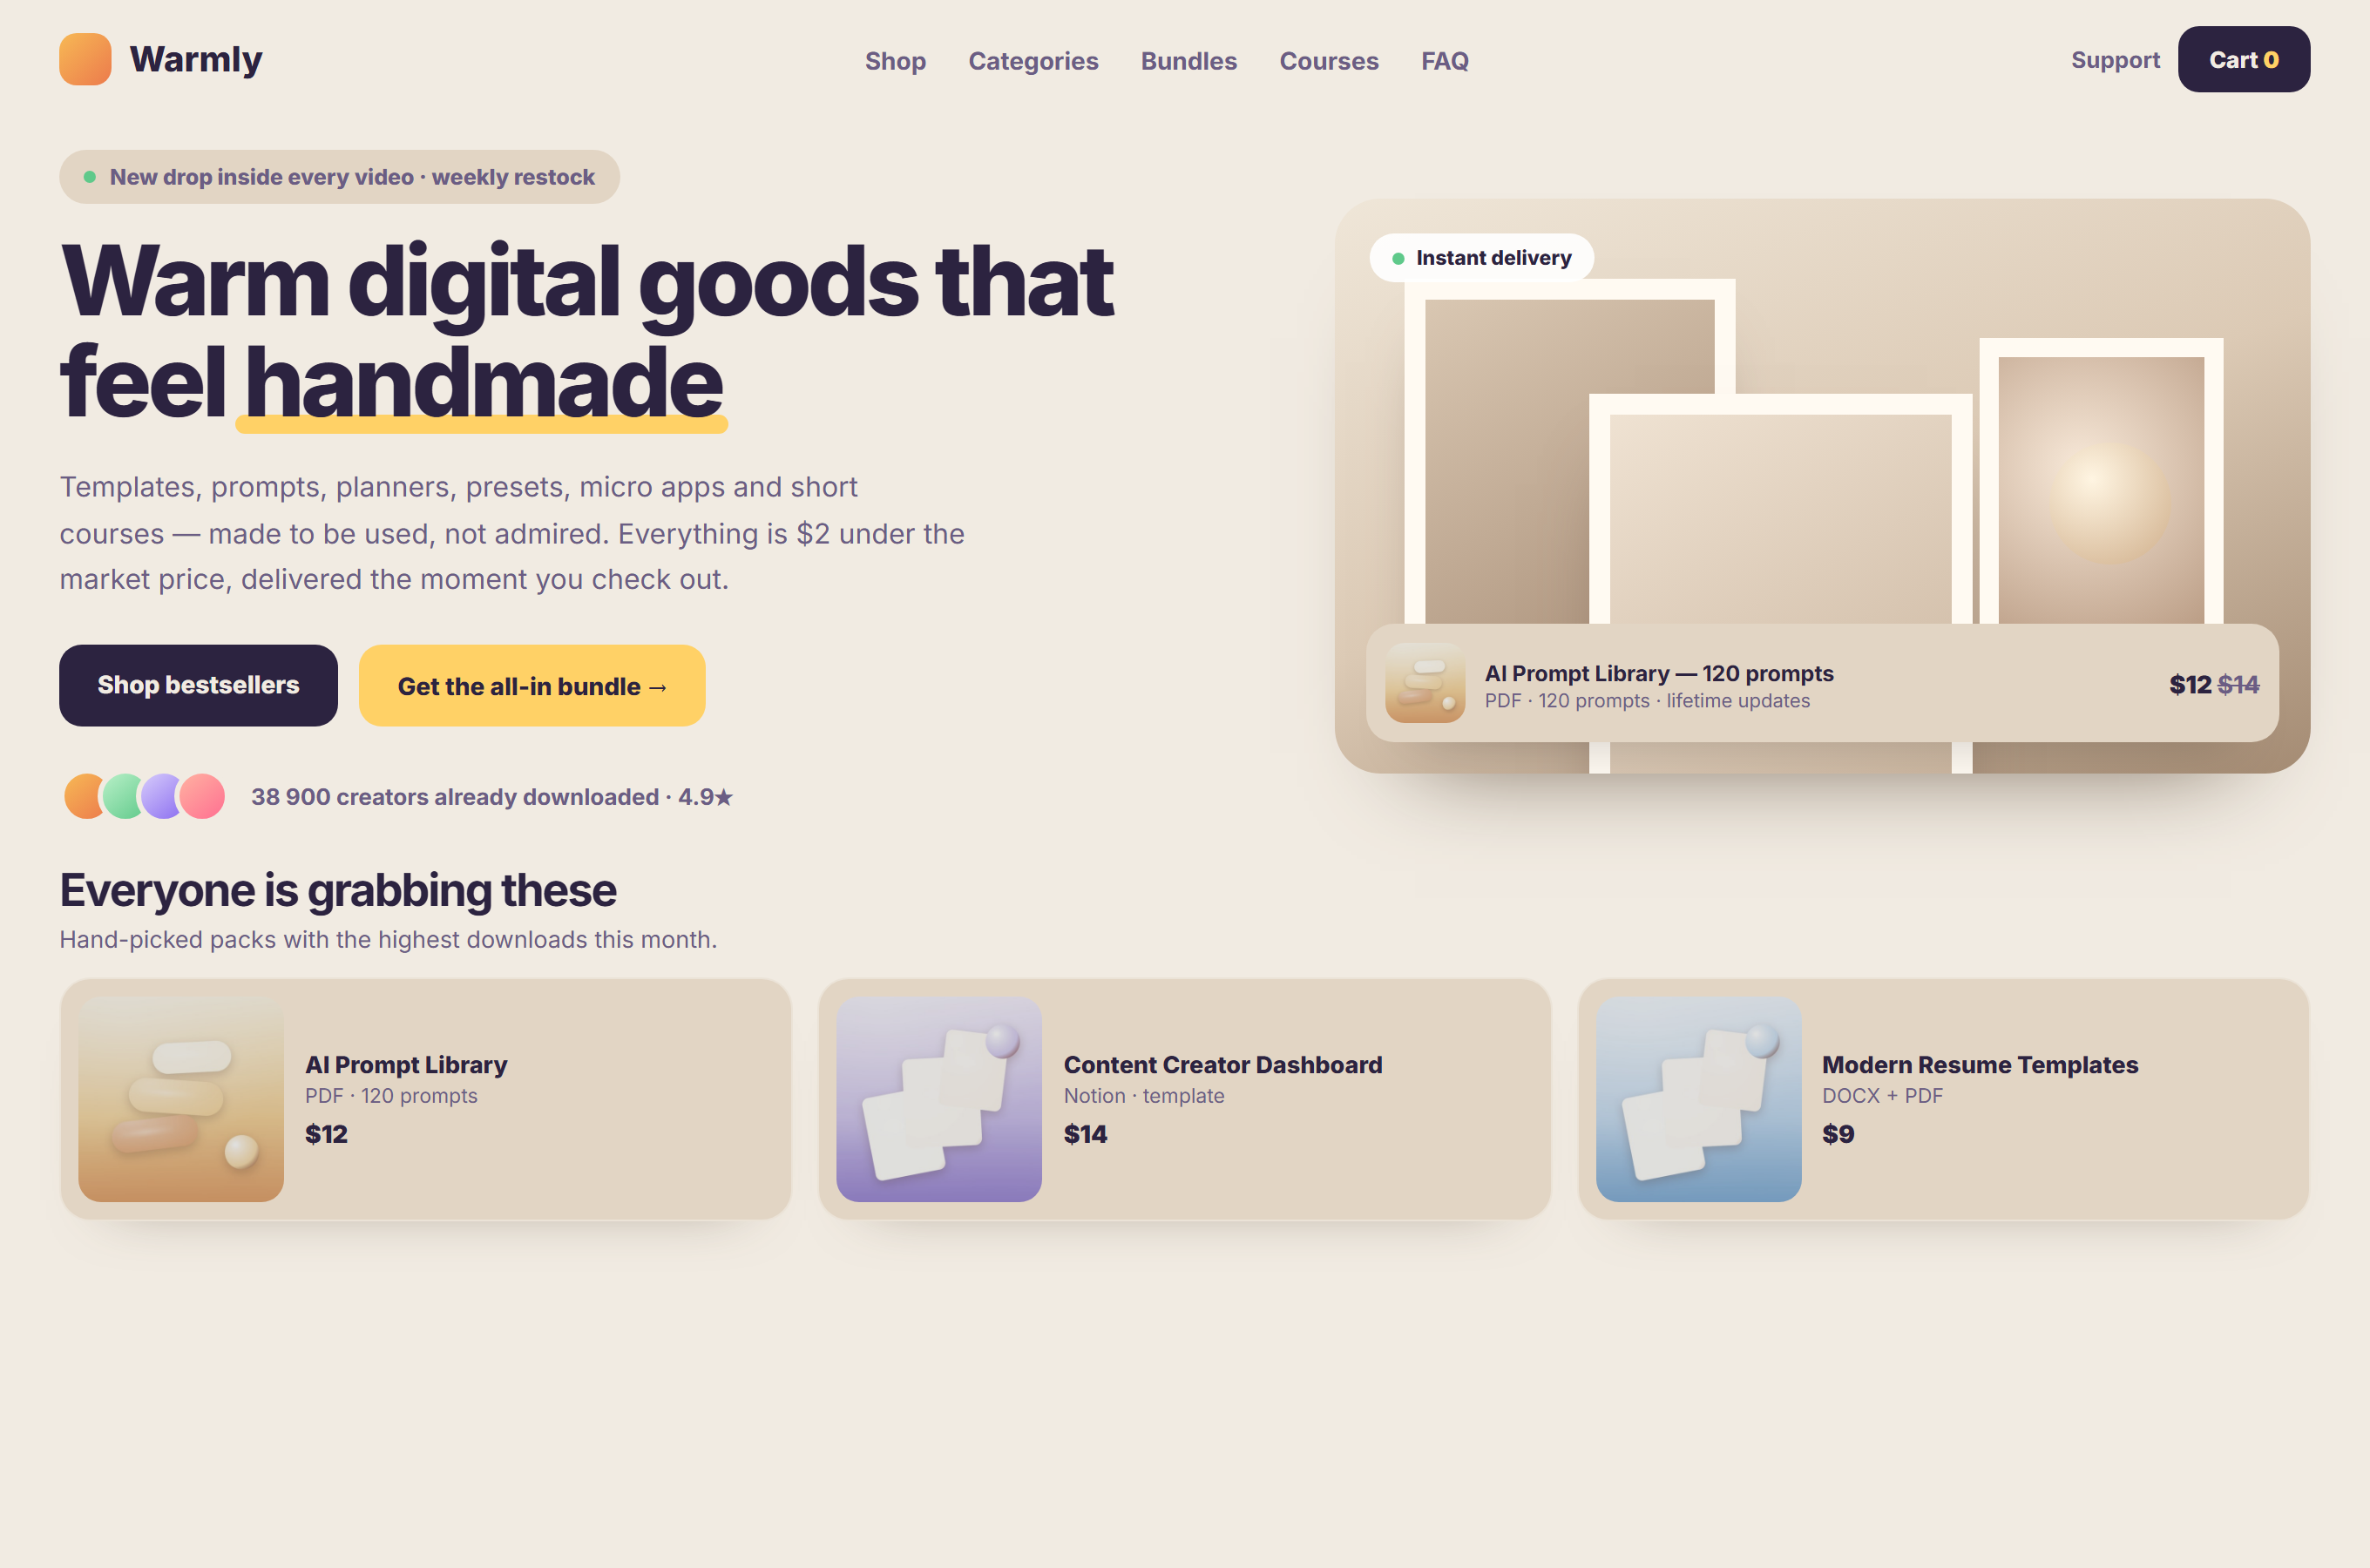 Warmly
Shop
Categories
Bundles
Courses
FAQ
Support
Cart 0
New drop inside every video · weekly restock
Warm digital goods that
feel handmade
Templates, prompts, planners, presets, micro apps and short
courses — made to be used, not admired. Everything is $2 under the
market price, delivered the moment you check out.
Shop bestsellers
Get the all-in bundle →
38 900 creators already downloaded · 4.9★
Instant delivery
AI Prompt Library — 120 prompts
PDF · 120 prompts · lifetime updates
$12 $14
Everyone is grabbing these
Hand-picked packs with the highest downloads this month.
AI Prompt Library
PDF · 120 prompts
$12
Content Creator Dashboard
Notion · template
$14
Modern Resume Templates
DOCX + PDF
$9